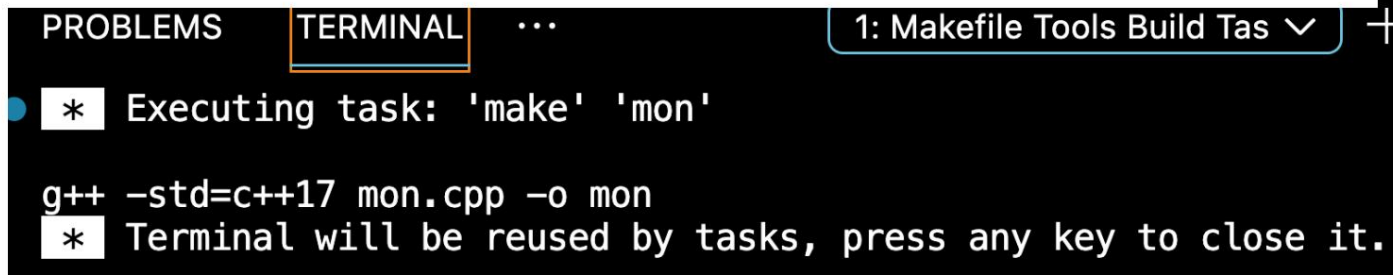 PROBLEMS TERMINAL ... 1: Makefile Tools Build Tas
* Executing task: 'make' 'mon'
g++ -std=c++17 mon.cpp -o mon
* Terminal will be reused by tasks, press any key to close it.